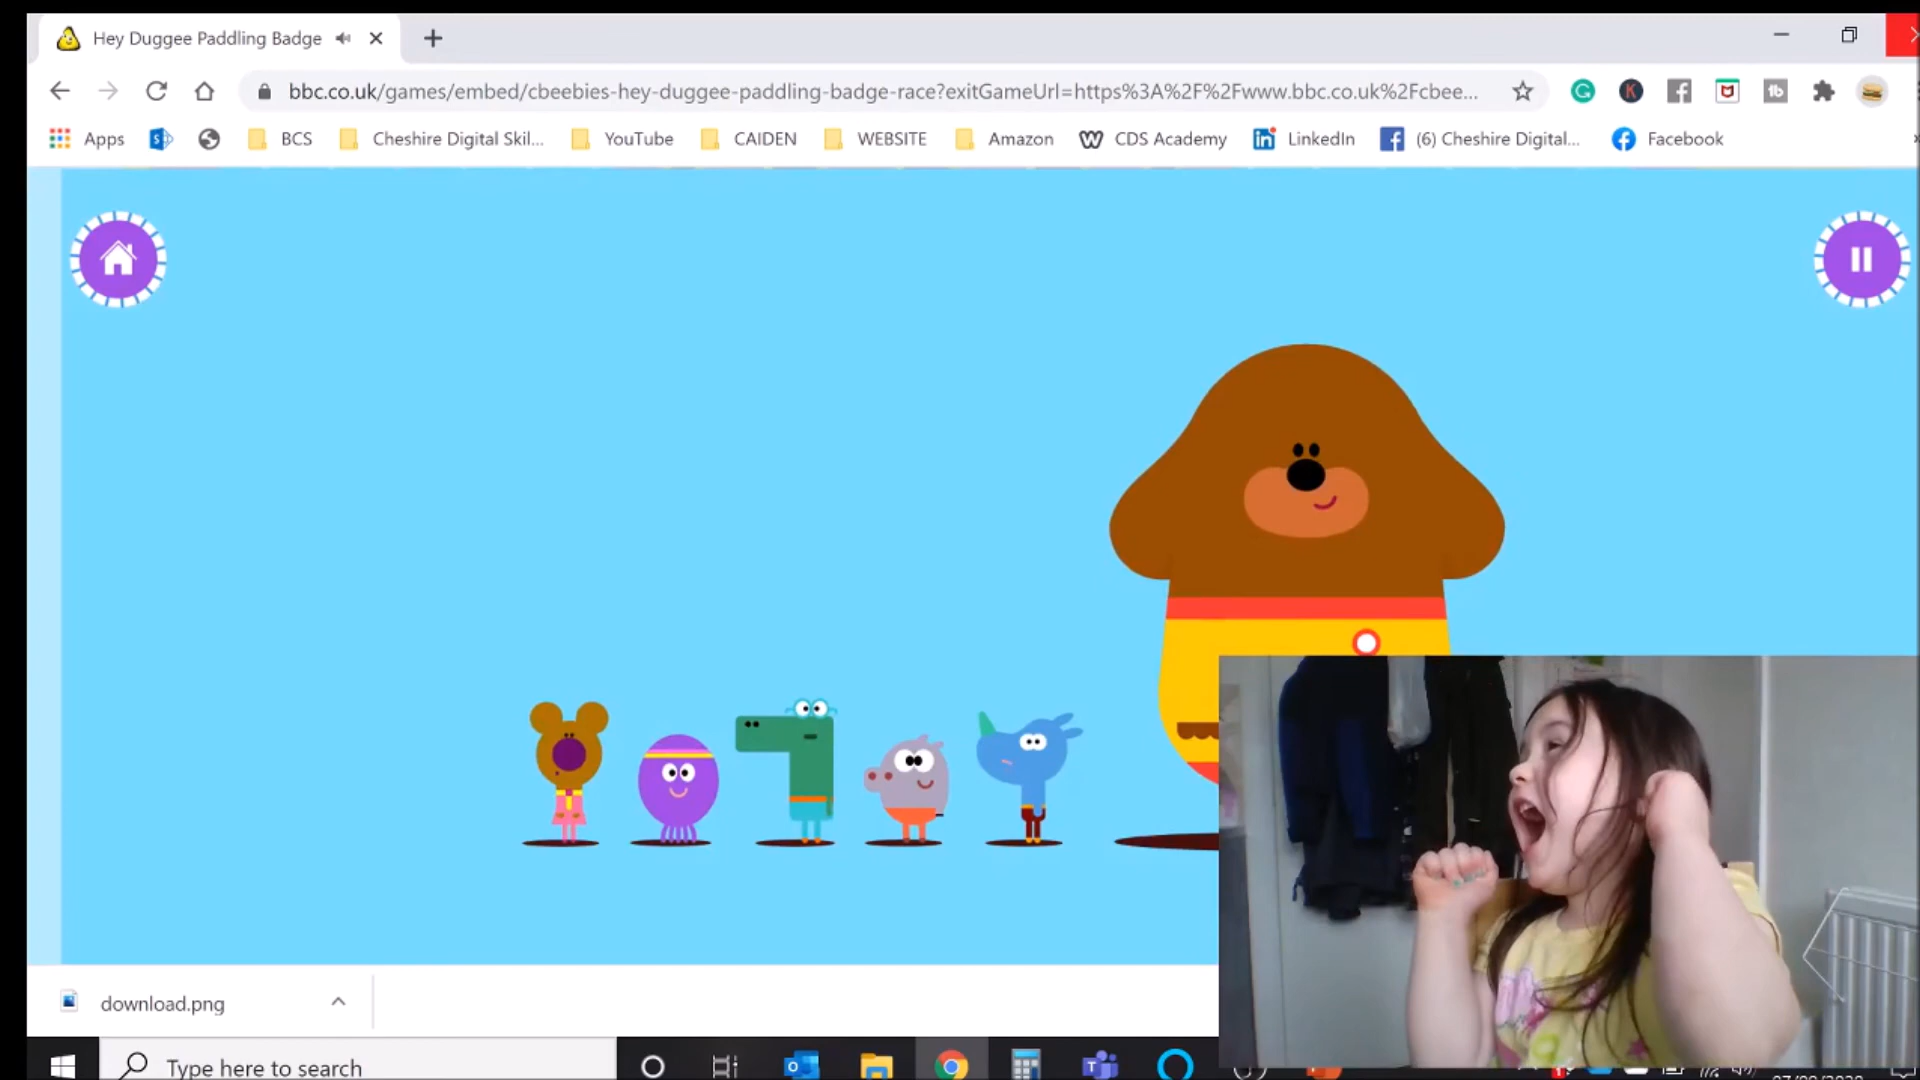 Hey Duggee Paddling Badge
bbc.co.uk/games/embed/cbeebies-hey-duggee-paddling-badge-race?exitGameUrl=https%3A%2F%2Fwww.bbc.co.uk%2Fcbee...
Apps BCS Cheshire Digital Skil... YouTube CAIDEN WEBSITE Amazon CDS Academy LinkedIn (6) Cheshire Digital... Facebook
download.png
Type here to search